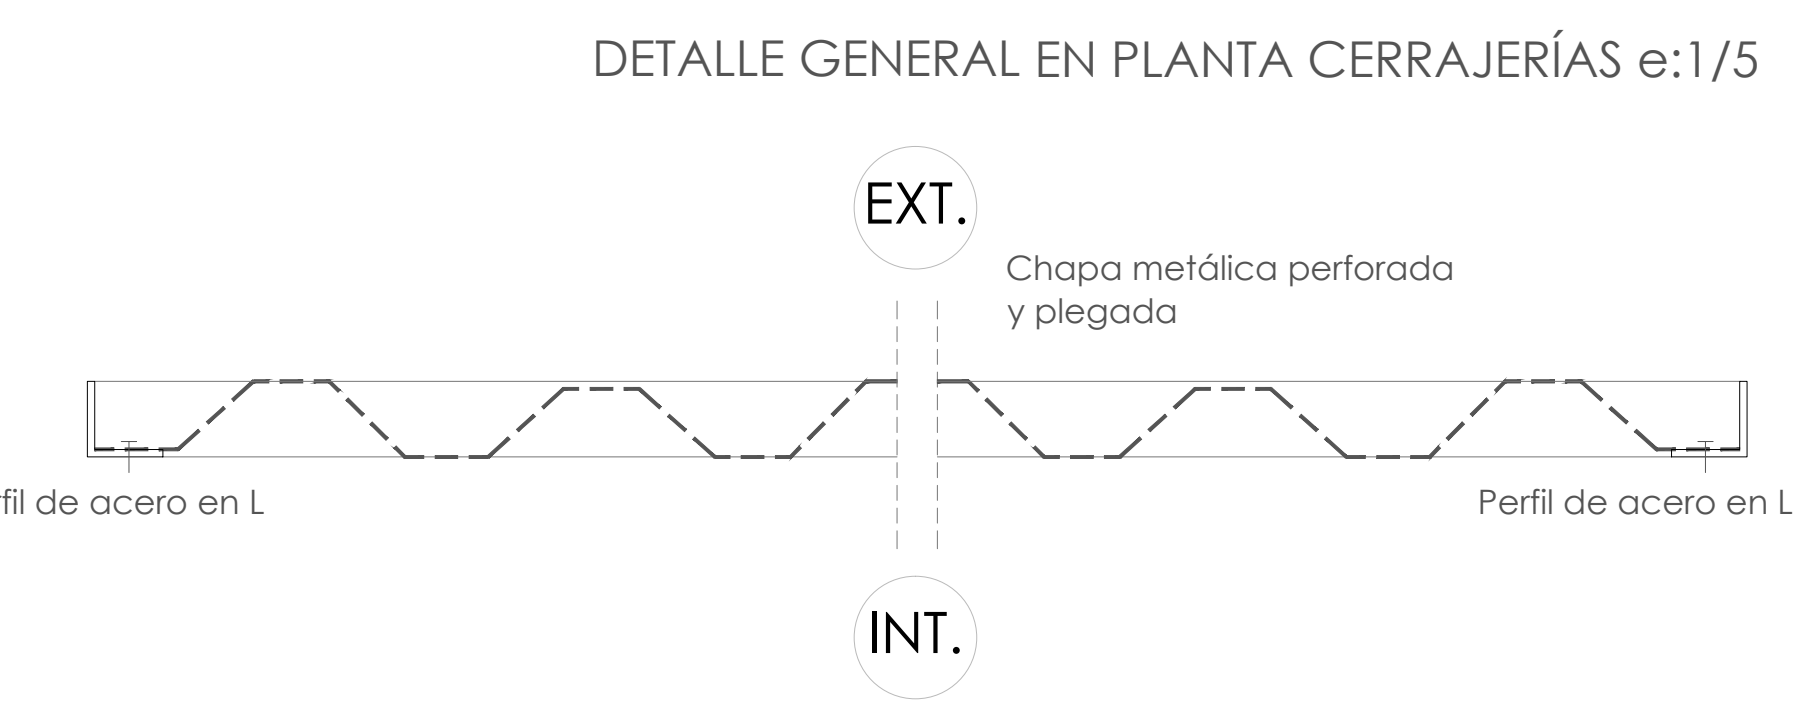 DETALLE GENERAL EN PLANTA CERRAJERÍAS e:1/5
EXT.
Chapa metálica perforada
y plegada
fil de acero en L
Perfil de acero en L
INT.